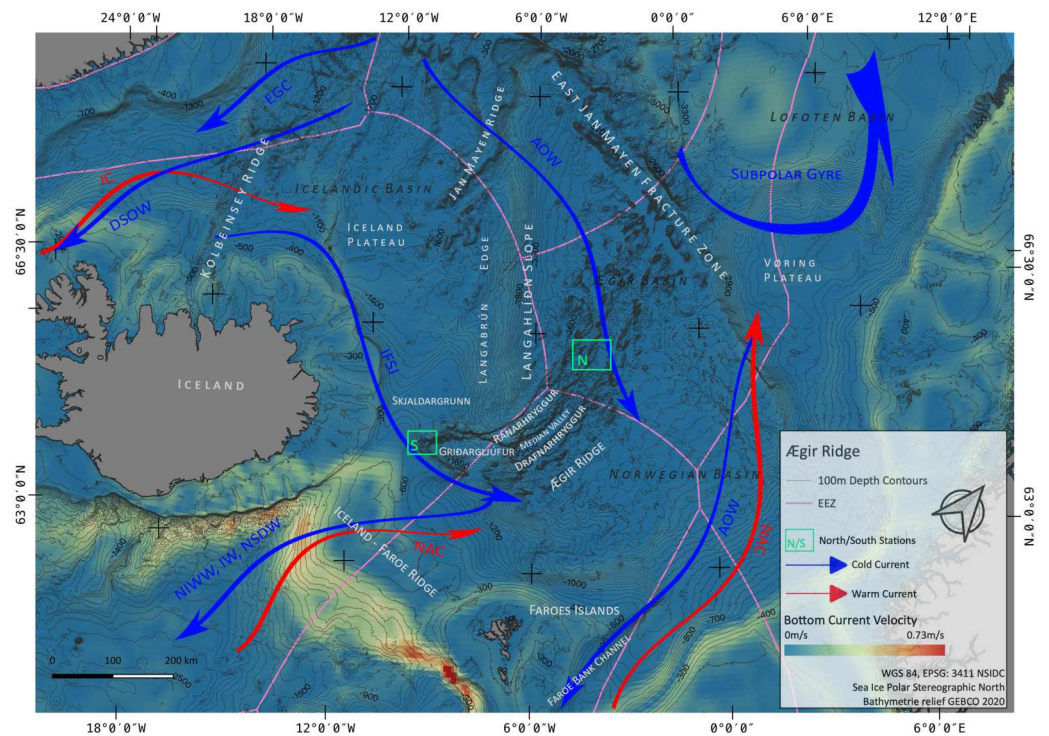 24°0'0"W
18°0'0"W
12°0'0"W
6°0'0"W
0°0'0"
6°0'0"E
12°0'0"E
66°30'0"N
63°0'0"N
66°30'0"N
63°0'0"N
EGC
IC
DSOW
KOLBEINSEY RIDGE
ICELANDIC BASIN
ICELAND
PLATEAU
JAN MAYEN RIDGE
AOW
EAST JAN MAYEN FRACTURE ZONE
LOFOTEN BASIN
SUBPOLAR GYRE
VØRING
PLATEAU
ÆGIR BASIN
LANGABRÚN EDGE
LANGAHLÍÐN SLOPE
ICELAND
IFSJ
SKJALDARGRUNN
N
S
GRIÐARGLJÚFUR
RÁNARHRYGGUR
MEDIAN VALLEY
DRAFNARHRYGGUR
ÆGIR RIDGE
NORWEGIAN BASIN
NIWW, IW, NSDW
NAC
ICELAND - FAROE RIDGE
FAROES ISLANDS
FAROE BANK CHANNEL
AOW
NAC
0 100 200 km
Ægir Ridge
100m Depth Contours
EEZ
N/S North/South Stations
Cold Current
Warm Current
Bottom Current Velocity
0m/s 0.73m/s
WGS 84, EPSG: 3411 NSIDC
Sea Ice Polar Stereographic North
Bathymetrie relief GEBCO 2020
18°0'0"W
12°0'0"W
6°0'0"W
0°0'0"
6°0'0"E